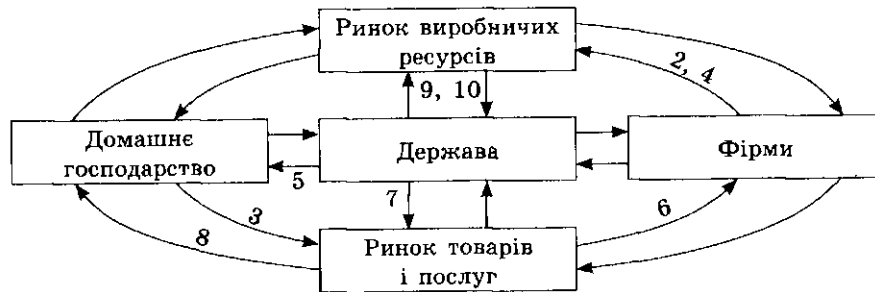 Ринок виробничих
ресурсів
2, 4
9, 10
Домашнє
господарство
Держава
Фірми
5
7
3
6
8
Ринок товарів
і послуг